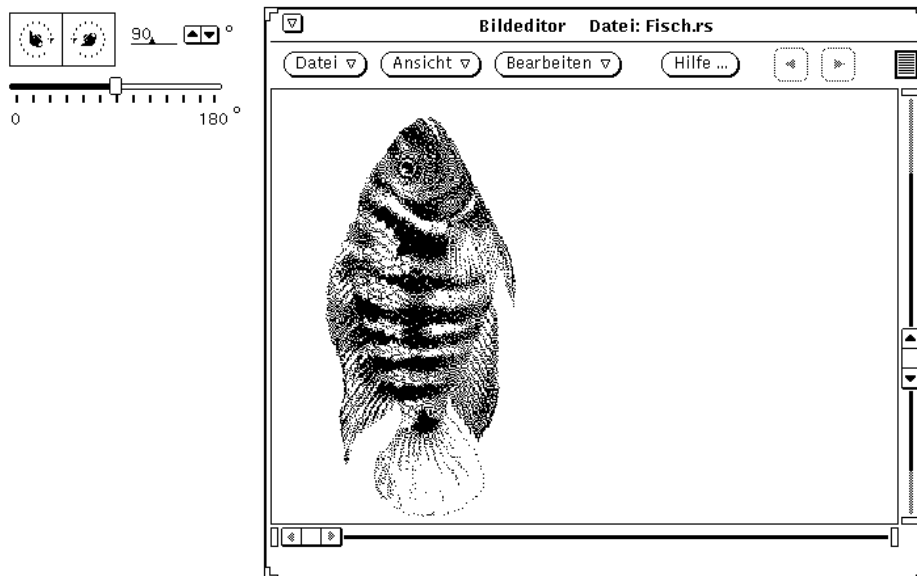 90 °
0 180 °
Bildeditor Datei: Fisch.rs
Datei Ansicht Bearbeiten Hilfe ...